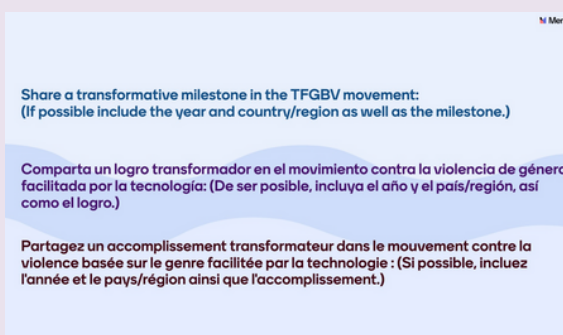 Men
Share a transformative milestone in the TFGBV movement:
(If possible include the year and country/region as well as the milestone.)
Comparta un logro transformador en el movimiento contra la violencia de género
facilitada por la tecnología: (De ser posible, incluya el año y el país/región, así
como el logro.)
Partagez un accomplissement transformateur dans le mouvement contre la
violence basée sur le genre facilitée par la technologie : (Si possible, incluez
l'année et le pays/région ainsi que l'accomplissement.)